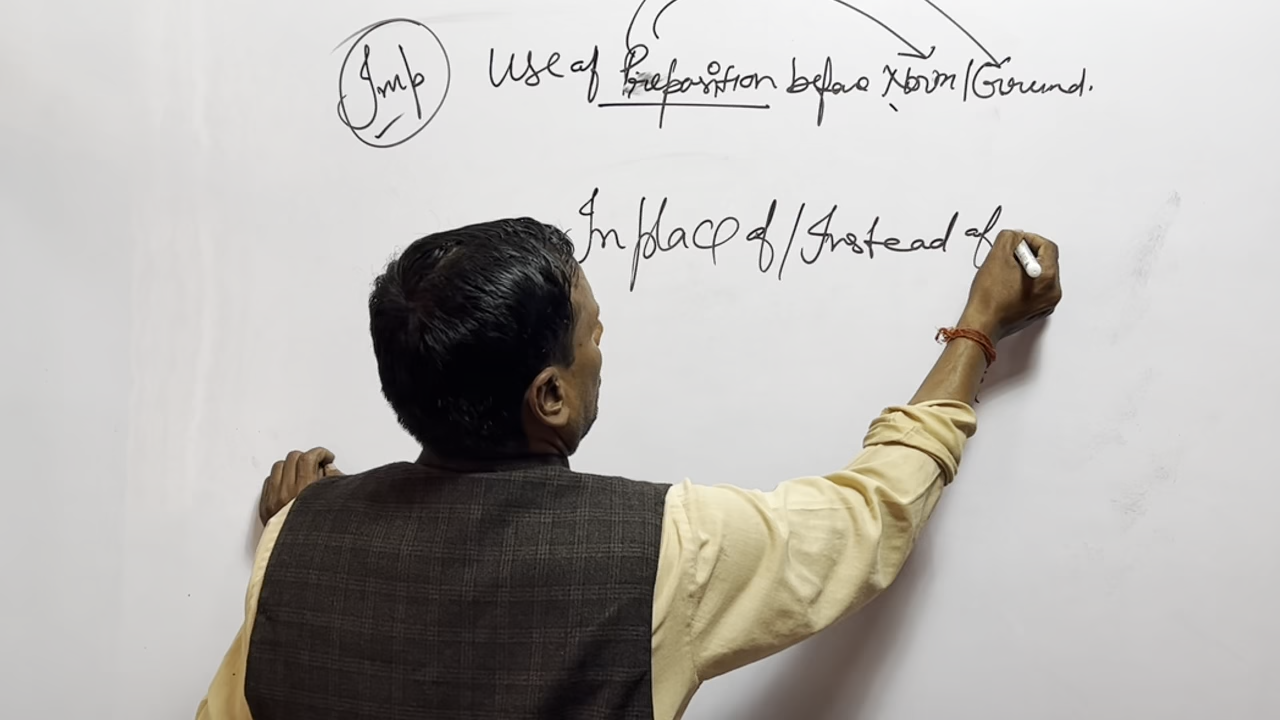 Imp Use of Preposition before Noun/Gerund.
In place of/Instead of